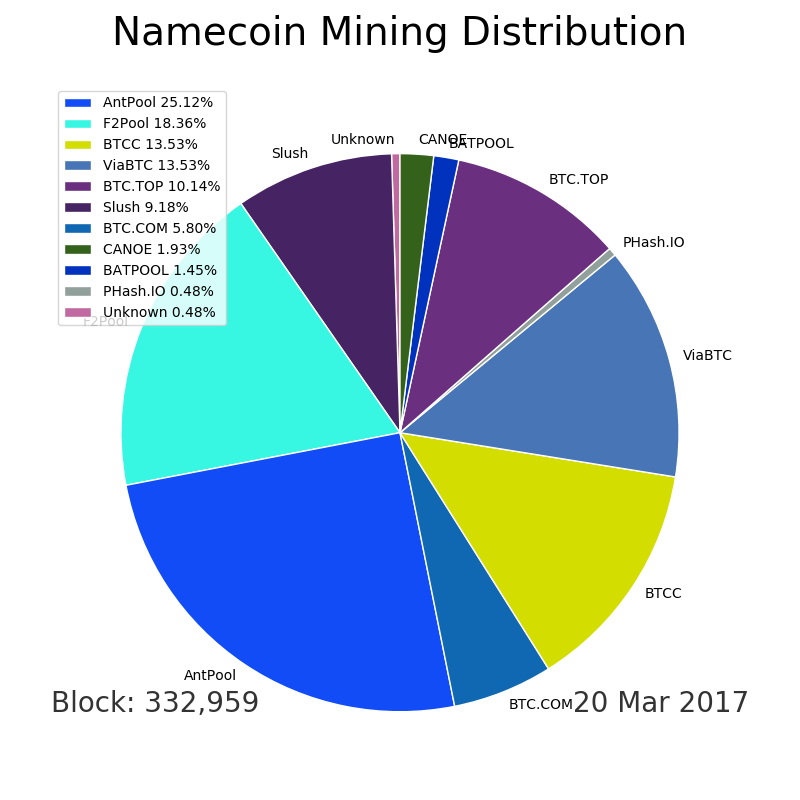 Namecoin Mining Distribution
AntPool 25.12%
F2Pool 18.36%
BTCC 13.53%
ViaBTC 13.53%
BTC.TOP 10.14%
Slush 9.18%
BTC.COM 5.80%
CANOE 1.93%
BATPOOL 1.45%
PHash.IO 0.48%
Unknown 0.48%
Unknown
CANOE
BATPOOL
Slush
BTC.TOP
PHash.IO
F2Pool
ViaBTC
BTCC
AntPool
BTC.COM
Block: 332,959
20 Mar 2017